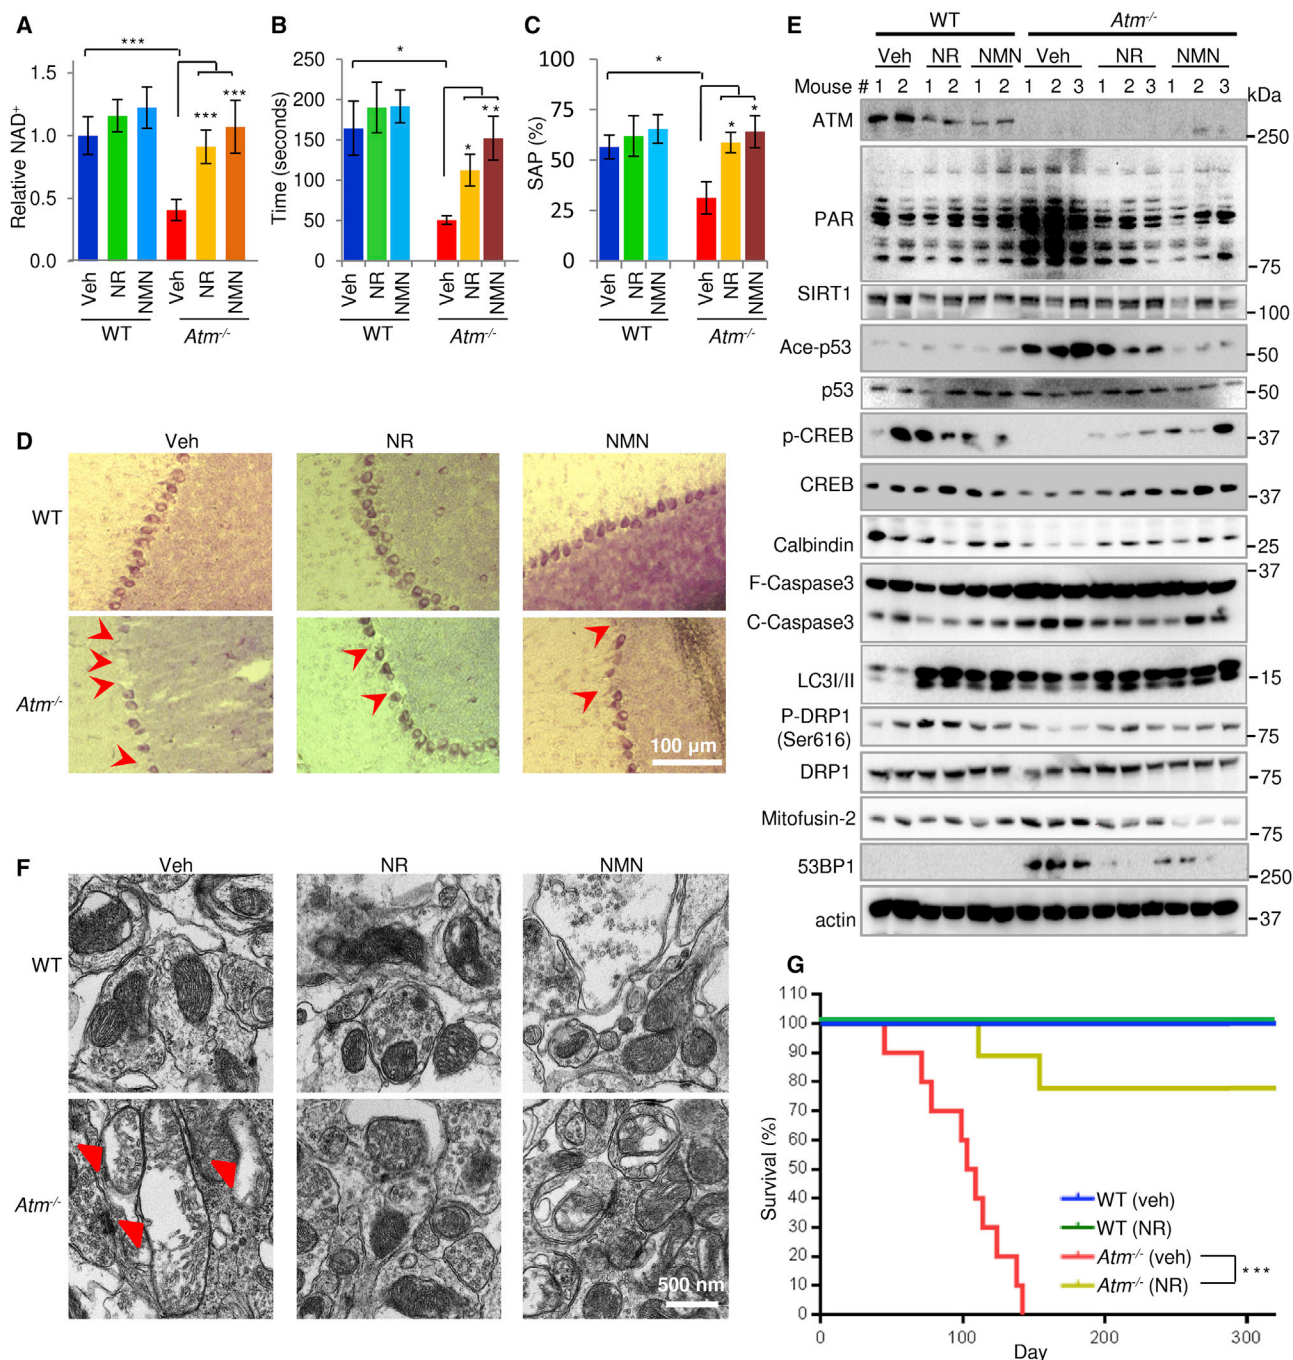 A
***
Relative NAD+
1.5
1.0
0.5
0.0
***
***
Veh
NR
NMN
Veh
NR
NMN
WT
Atm-/-
B
*
Time (seconds)
250
200
150
100
50
0
*
**
Veh
NR
NMN
Veh
NR
NMN
WT
Atm-/-
C
*
SAP (%)
100
75
50
25
0
*
*
Veh
NR
NMN
Veh
NR
NMN
WT
Atm-/-
D
Veh NR NMN
WT
Atm-/-
100 µm
E
WT Atm-/-
Veh NR NMN Veh NR NMN
Mouse # 1 2 1 2 1 2 1 2 3 1 2 3 1 2 3 kDa
ATM 250
PAR 75
SIRT1 100
Ace-p53 50
p53 50
p-CREB 37
CREB 37
Calbindin 25
F-Caspase3 37
C-Caspase3
LC3I/II 15
P-DRP1
(Ser616) 75
DRP1 75
Mitofusin-2 75
53BP1 250
actin 37
F
Veh NR NMN
WT
Atm-/-
500 nm
G
Survival (%)
110
100
90
80
70
60
50
40
30
20
10
0
0 100 200 300
Day
WT (veh)
WT (NR)
Atm-/- (veh)
Atm-/- (NR)
***